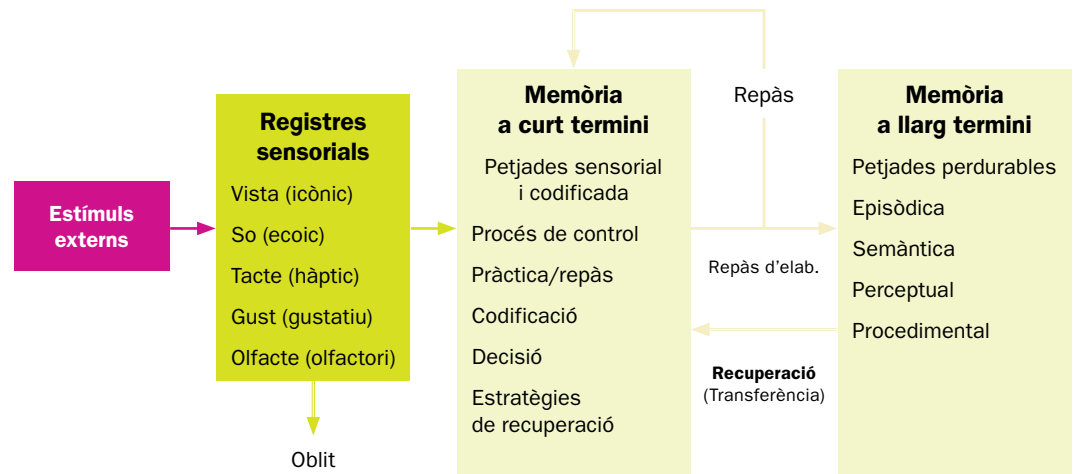 Estímuls
externs
Registres
sensorials
Vista (icònic)
So (ecoic)
Tacte (hàptic)
Gust (gustatiu)
Olfacte (olfactori)
Oblit
Memòria
a curt termini
Petjades sensorial
i codificada
Procés de control
Pràctica/repàs
Codificació
Decisió
Estratègies
de recuperació
Repàs
Repàs d'elab.
Recuperació
(Transferència)
Memòria
a llarg termini
Petjades perdurables
Episòdica
Semàntica
Perceptual
Procedimental